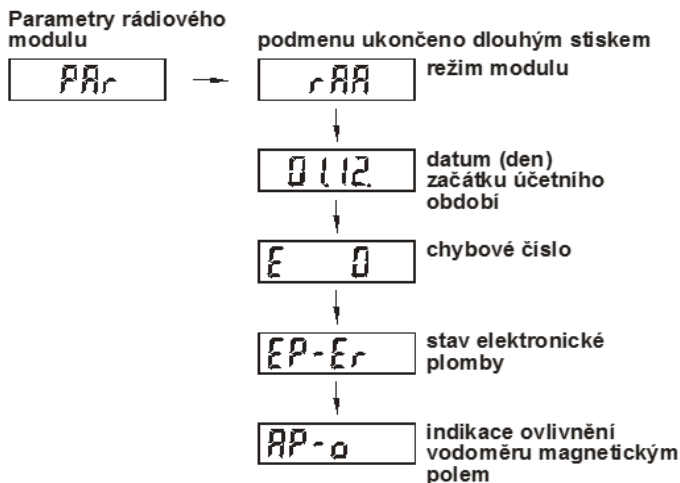 Parametry rádiového
modulu
podmenu ukončeno dlouhým stiskem
PAr
rAA
režim modulu
01.12.
datum (den)
začátku účetního
období
E 0
chybové číslo
EP-Er
stav elektronické
plomby
AP-o
indikace ovlivnění
vodoměru magnetickým
polem